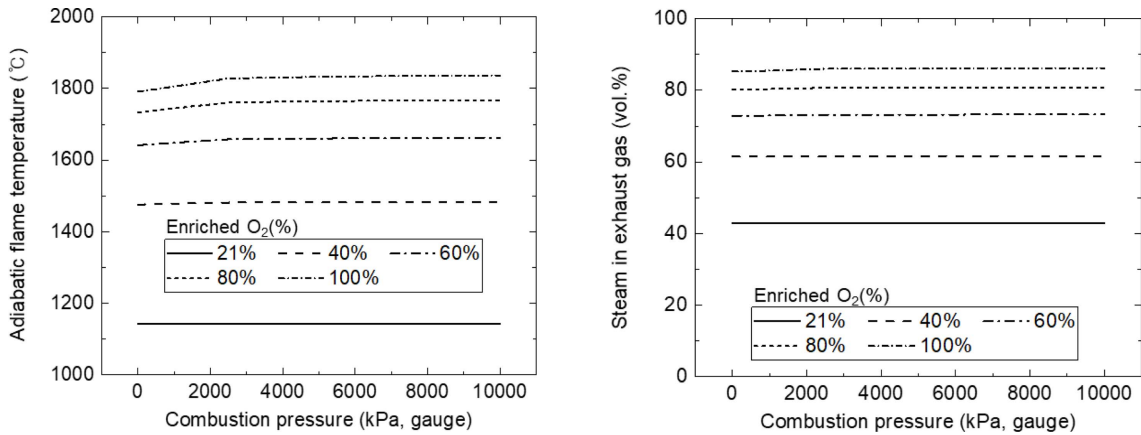 Adiabatic flame temperature (℃)
2000
1800
1600
1400
1200
1000
Enriched O₂(%)
21% 40% 60%
80% 100%
0 2000 4000 6000 8000 10000
Combustion pressure (kPa, gauge)
Steam in exhaust gas (vol.%)
100
80
60
40
20
0
Enriched O₂(%)
21% 40% 60%
80% 100%
0 2000 4000 6000 8000 10000
Combustion pressure (kPa, gauge)